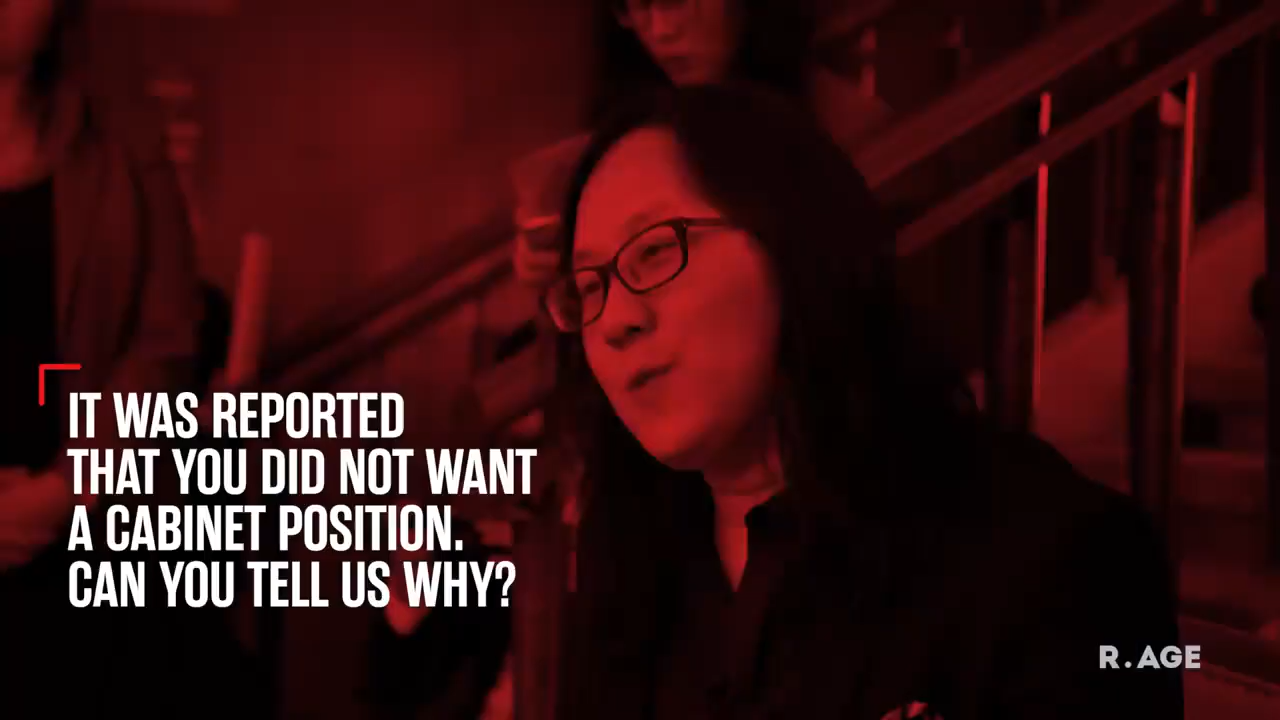 IT WAS REPORTED
THAT YOU DID NOT WANT
A CABINET POSITION.
CAN YOU TELL US WHY?
R.AGE